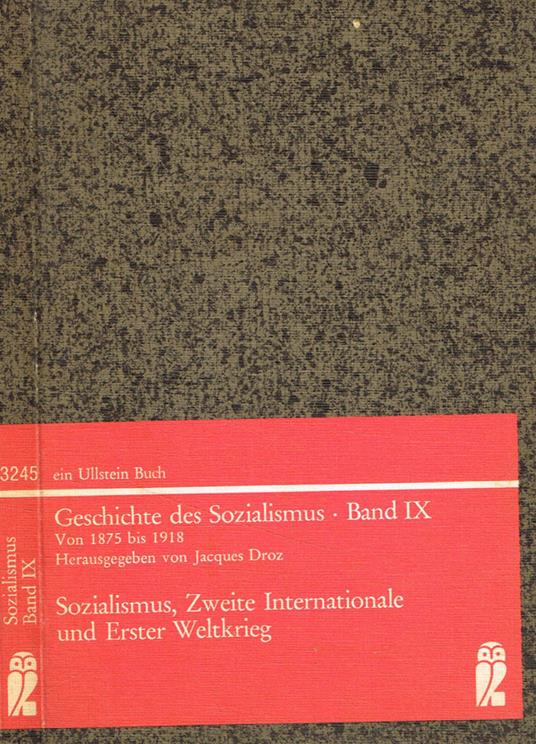 3245
ein Ullstein Buch
Geschichte des Sozialismus · Band IX
Von 1875 bis 1918
Herausgegeben von Jacques Droz
Sozialismus, Zweite Internationale
und Erster Weltkrieg
Sozialismus
Band IX